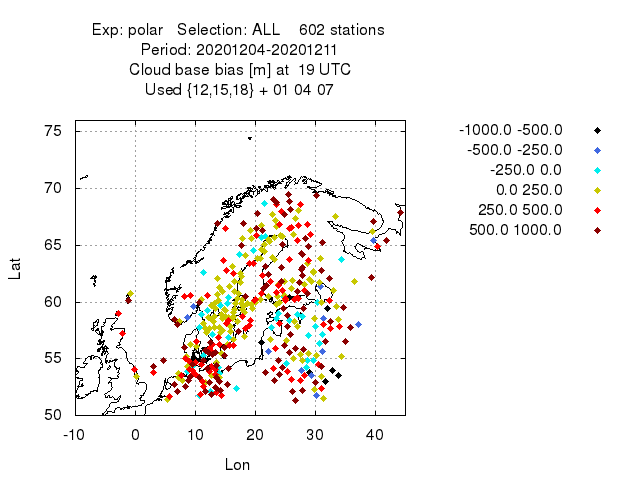 Exp: polar   Selection: ALL    602 stations
Period: 20201204-20201211
Cloud base bias [m] at  19 UTC
Used {12,15,18} + 01 04 07
-1000.0 -500.0
-500.0 -250.0
-250.0 0.0
0.0 250.0
250.0 500.0
500.0 1000.0
75
70
65
60
55
50
Lat
-10 0 10 20 30 40
Lon